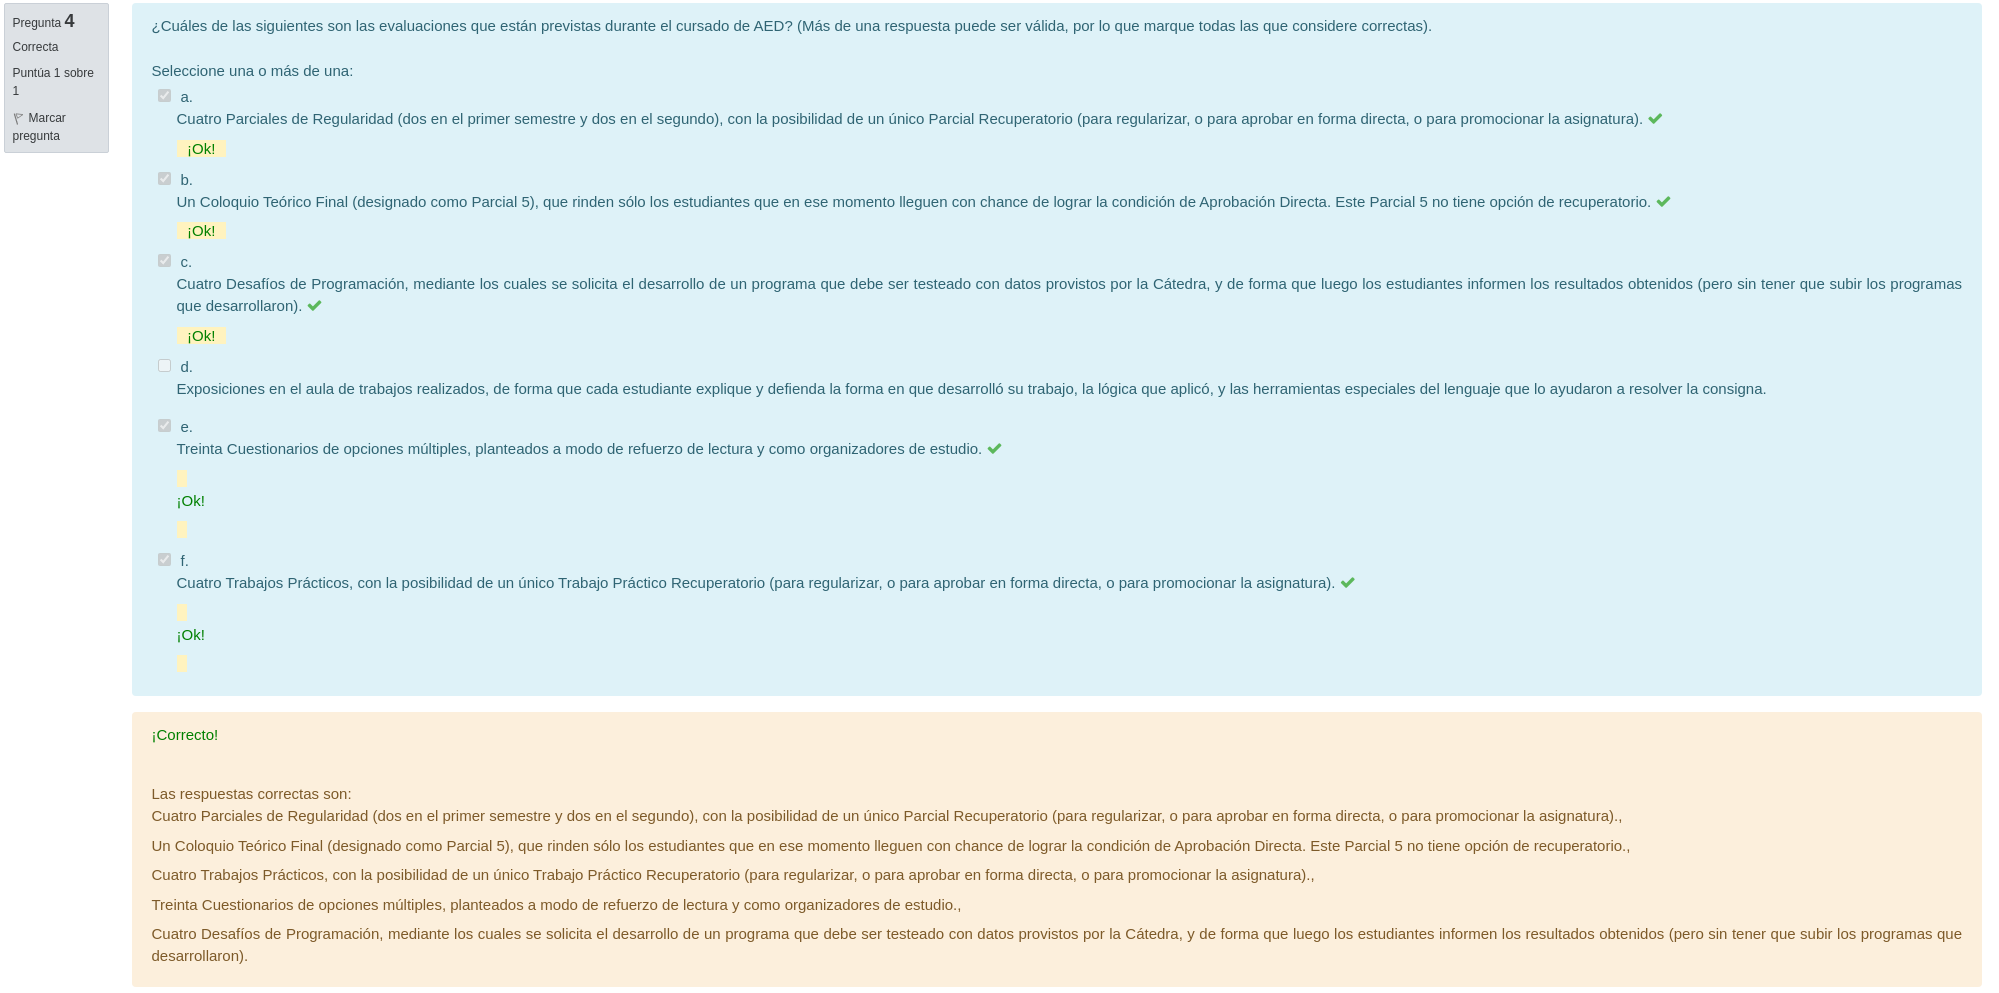 Pregunta 4
Correcta
Puntúa 1 sobre
1
Marcar
pregunta
¿Cuáles de las siguientes son las evaluaciones que están previstas durante el cursado de AED? (Más de una respuesta puede ser válida, por lo que marque todas las que considere correctas).
Seleccione una o más de una:
a.
Cuatro Parciales de Regularidad (dos en el primer semestre y dos en el segundo), con la posibilidad de un único Parcial Recuperatorio (para regularizar, o para aprobar en forma directa, o para promocionar la asignatura).
¡Ok!
b.
Un Coloquio Teórico Final (designado como Parcial 5), que rinden sólo los estudiantes que en ese momento lleguen con chance de lograr la condición de Aprobación Directa. Este Parcial 5 no tiene opción de recuperatorio.
¡Ok!
c.
Cuatro Desafíos de Programación, mediante los cuales se solicita el desarrollo de un programa que debe ser testeado con datos provistos por la Cátedra, y de forma que luego los estudiantes informen los resultados obtenidos (pero sin tener que subir los programas
que desarrollaron).
¡Ok!
d.
Exposiciones en el aula de trabajos realizados, de forma que cada estudiante explique y defienda la forma en que desarrolló su trabajo, la lógica que aplicó, y las herramientas especiales del lenguaje que lo ayudaron a resolver la consigna.
e.
Treinta Cuestionarios de opciones múltiples, planteados a modo de refuerzo de lectura y como organizadores de estudio.
¡Ok!
f.
Cuatro Trabajos Prácticos, con la posibilidad de un único Trabajo Práctico Recuperatorio (para regularizar, o para aprobar en forma directa, o para promocionar la asignatura).
¡Ok!
¡Correcto!
Las respuestas correctas son:
Cuatro Parciales de Regularidad (dos en el primer semestre y dos en el segundo), con la posibilidad de un único Parcial Recuperatorio (para regularizar, o para aprobar en forma directa, o para promocionar la asignatura).,
Un Coloquio Teórico Final (designado como Parcial 5), que rinden sólo los estudiantes que en ese momento lleguen con chance de lograr la condición de Aprobación Directa. Este Parcial 5 no tiene opción de recuperatorio.,
Cuatro Trabajos Prácticos, con la posibilidad de un único Trabajo Práctico Recuperatorio (para regularizar, o para aprobar en forma directa, o para promocionar la asignatura).,
Treinta Cuestionarios de opciones múltiples, planteados a modo de refuerzo de lectura y como organizadores de estudio.,
Cuatro Desafíos de Programación, mediante los cuales se solicita el desarrollo de un programa que debe ser testeado con datos provistos por la Cátedra, y de forma que luego los estudiantes informen los resultados obtenidos (pero sin tener que subir los programas que
desarrollaron).